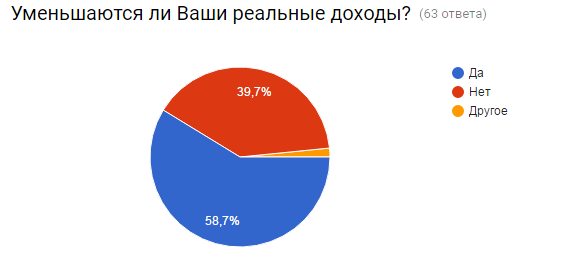 Уменьшаются ли Ваши реальные доходы? (63 ответа)
39,7%
58,7%
Да
Нет
Другое